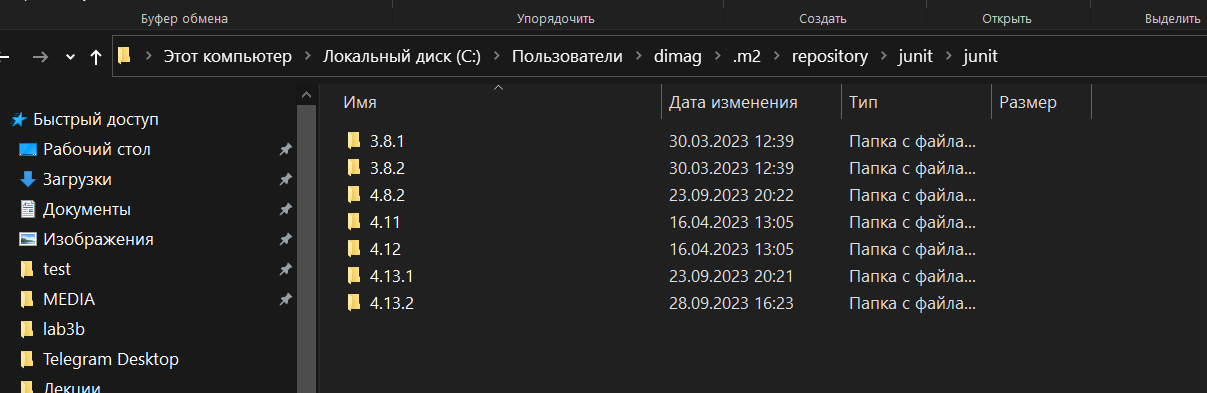 Буфер обмена Упорядочить Создать Открыть Выделить
Этот компьютер Локальный диск (C:) Пользователи dimag .m2 repository junit junit
Имя Дата изменения Тип Размер
Быстрый доступ
Рабочий стол
Загрузки
Документы
Изображения
test
MEDIA
lab3b
Telegram Desktop
Лекции
3.8.1 30.03.2023 12:39 Папка с файла...
3.8.2 30.03.2023 12:39 Папка с файла...
4.8.2 23.09.2023 20:22 Папка с файла...
4.11 16.04.2023 13:05 Папка с файла...
4.12 16.04.2023 13:05 Папка с файла...
4.13.1 23.09.2023 20:21 Папка с файла...
4.13.2 28.09.2023 16:23 Папка с файла...